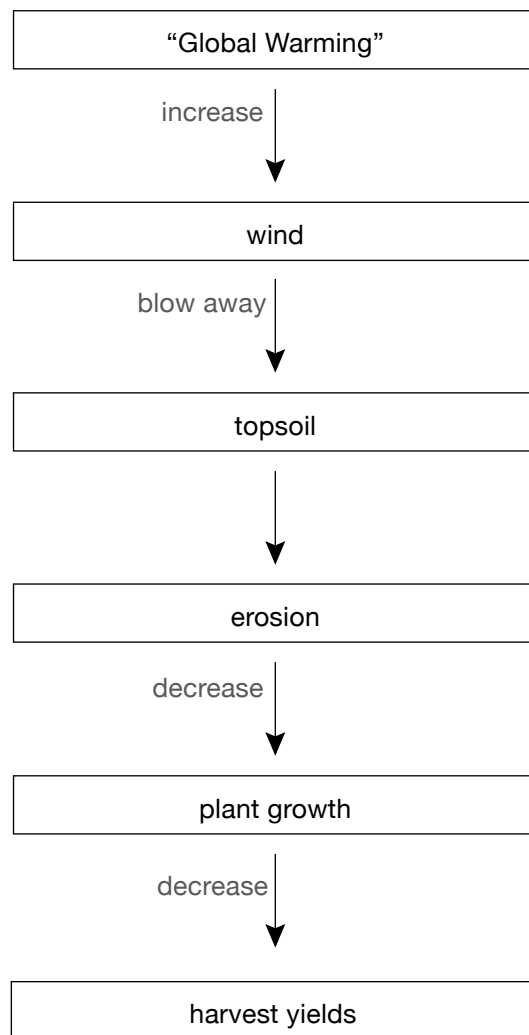 “Global Warming”
increase
wind
blow away
topsoil
erosion
decrease
plant growth
decrease
harvest yields